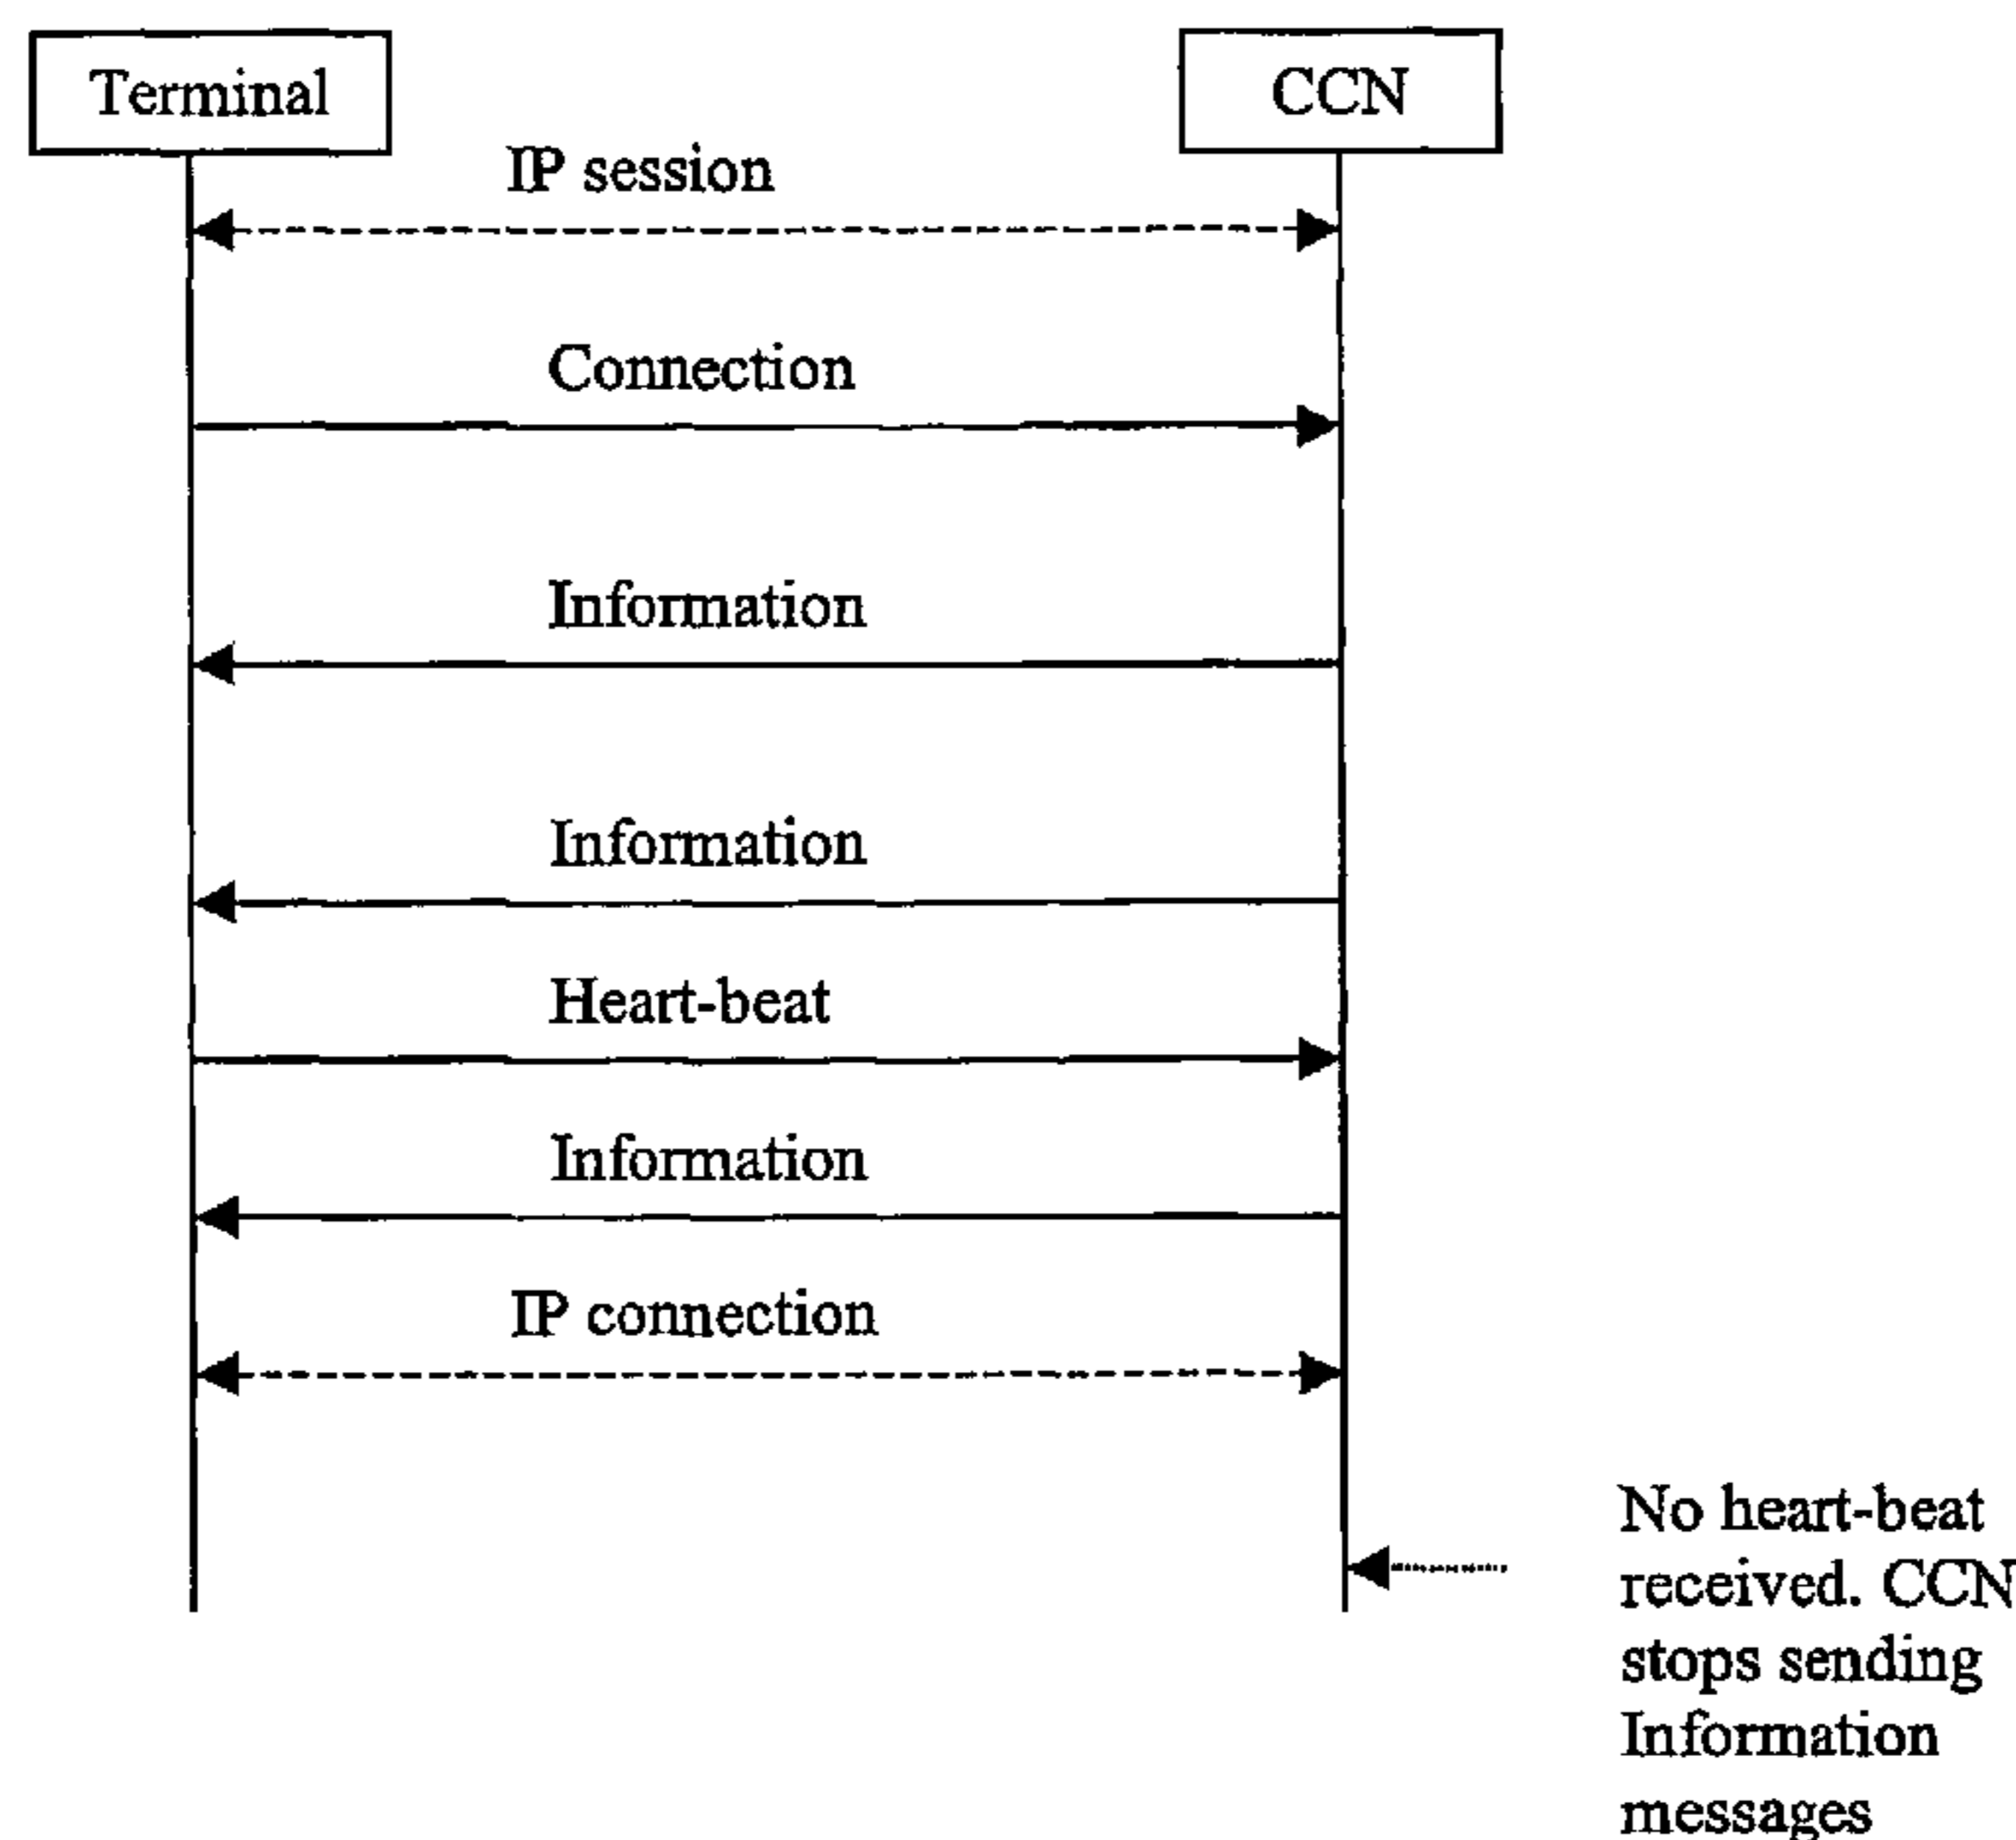 Terminal
CCN
IP session
Connection
Information
Information
Heart-beat
Information
IP connection
No heart-beat
received. CCN
stops sending
Information
messages